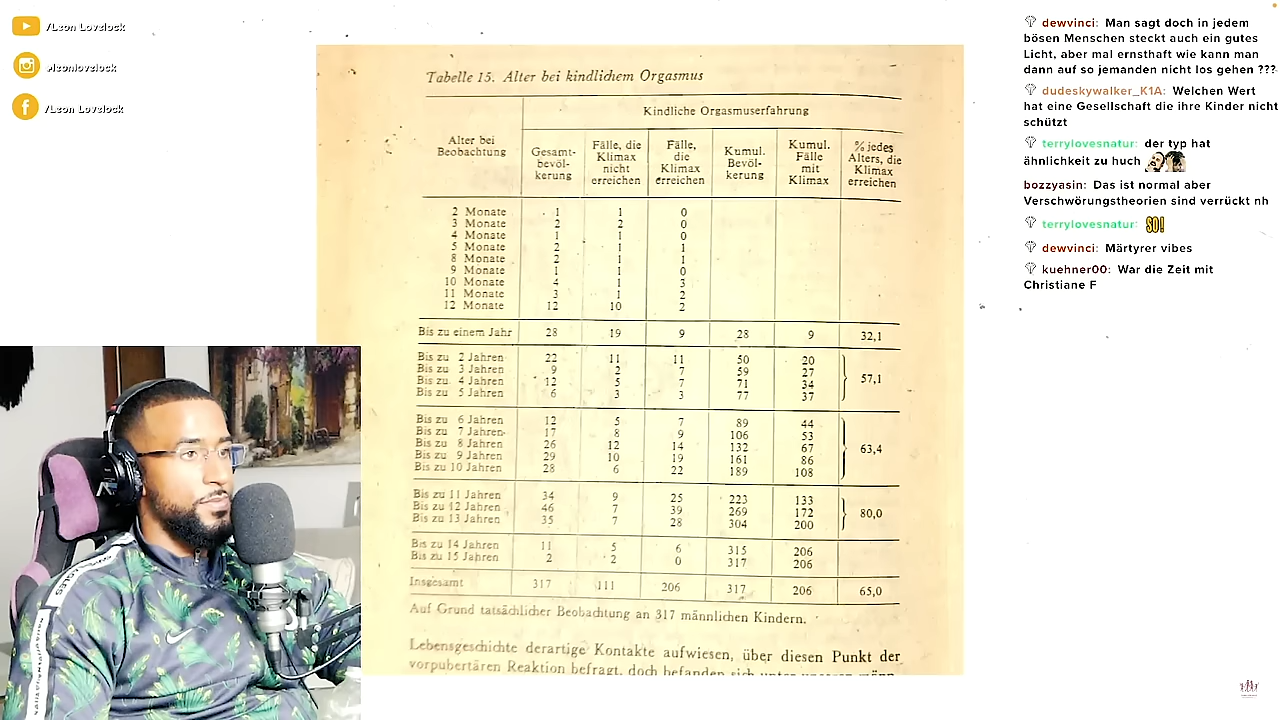 /Leon Lovelock
/leonlovelock
/Leon Lovelock
Tabelle 15. Alter bei kindlichem Orgasmus
Alter bei Beobachtung
Kindliche Orgasmuserfahrung
Gesamt-bevöl-kerung
Fälle, die Klimax nicht erreichen
Fälle, die Klimax erreichen
Kumul. Bevöl-kerung
Kumul. Fälle mit Klimax
% jedes Alters, die Klimax erreichen
2 Monate 1 1 0
3 Monate 2 2 0
4 Monate 1 1 0
5 Monate 2 1 1
8 Monate 2 1 1
9 Monate 1 1 0
10 Monate 4 1 3
11 Monate 3 1 2
12 Monate 12 10 2
Bis zu einem Jahr 28 19 9 28 9 32,1
Bis zu 2 Jahren 22 11 11 50 20
Bis zu 3 Jahren 9 2 7 59 27
Bis zu 4 Jahren 12 5 7 71 34
Bis zu 5 Jahren 6 3 3 77 37
57,1
Bis zu 6 Jahren 12 5 7 89 44
Bis zu 7 Jahren 17 8 9 106 53
Bis zu 8 Jahren 26 12 14 132 67
Bis zu 9 Jahren 29 10 19 161 86
Bis zu 10 Jahren 28 6 22 189 108
63,4
Bis zu 11 Jahren 34 9 25 223 133
Bis zu 12 Jahren 46 7 39 269 172
Bis zu 13 Jahren 35 7 28 304 200
80,0
Bis zu 14 Jahren 11 5 6 315 206
Bis zu 15 Jahren 2 2 0 317 206
Insgesamt 317 111 206 317 206 65,0
Auf Grund tatsächlicher Beobachtung an 317 männlichen Kindern.
Lebensgeschichte derartige Kontakte aufwiesen, über diesen Punkt der
vorpubertären Reaktion befragt, doch befanden sich unter
dewvinci: Man sagt doch in jedem
bösen Menschen steckt auch ein gutes
Licht, aber mal ernsthaft wie kann man
dann auf so jemanden nicht los gehen ???
dudeskywalker_K1A: Welchen Wert
hat eine Gesellschaft die ihre Kinder nicht
schützt
terrylovesnatur: der typ hat
ähnlichkeit zu huch
bozzyasin: Das ist normal aber
Verschwörungstheorien sind verrückt nh
terrylovesnatur: SO!
dewvinci: Märtyrer vibes
kuehner00: War die Zeit mit
Christiane F